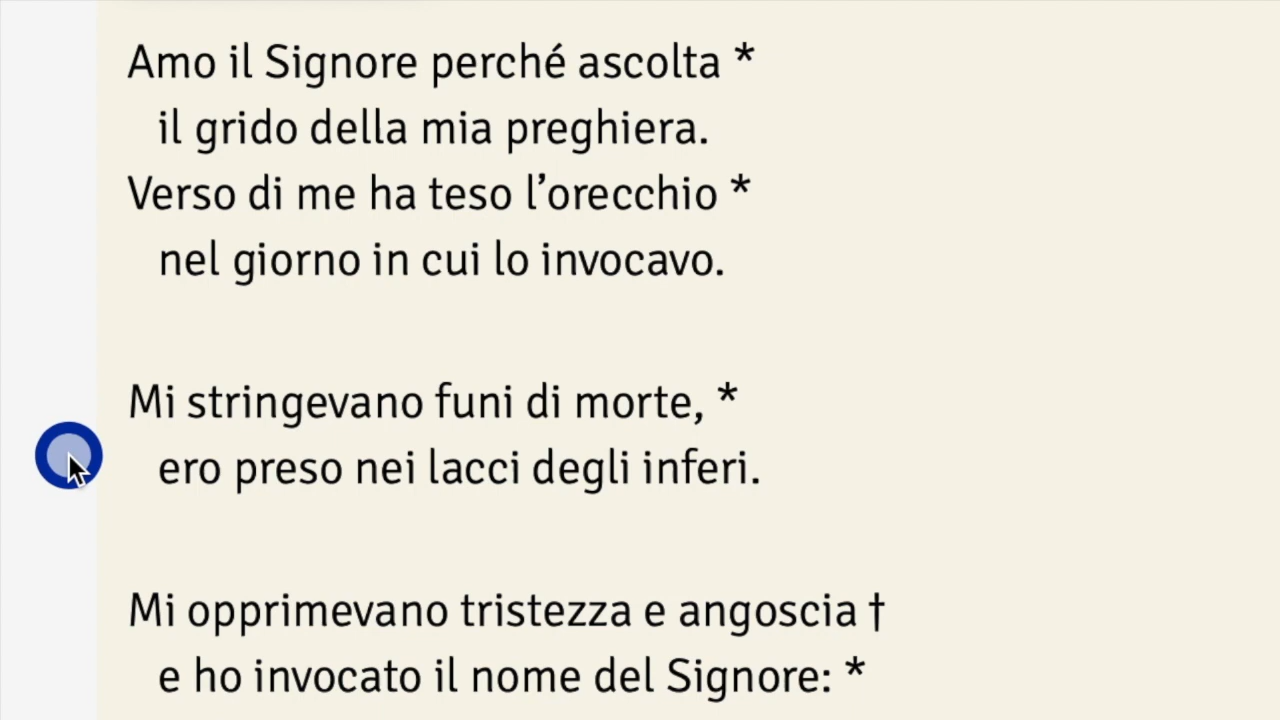 Amo il Signore perché ascolta *
il grido della mia preghiera.
Verso di me ha teso l’orecchio *
nel giorno in cui lo invocavo.
Mi stringevano funi di morte, *
ero preso nei lacci degli inferi.
Mi opprimevano tristezza e angoscia †
e ho invocato il nome del Signore: *